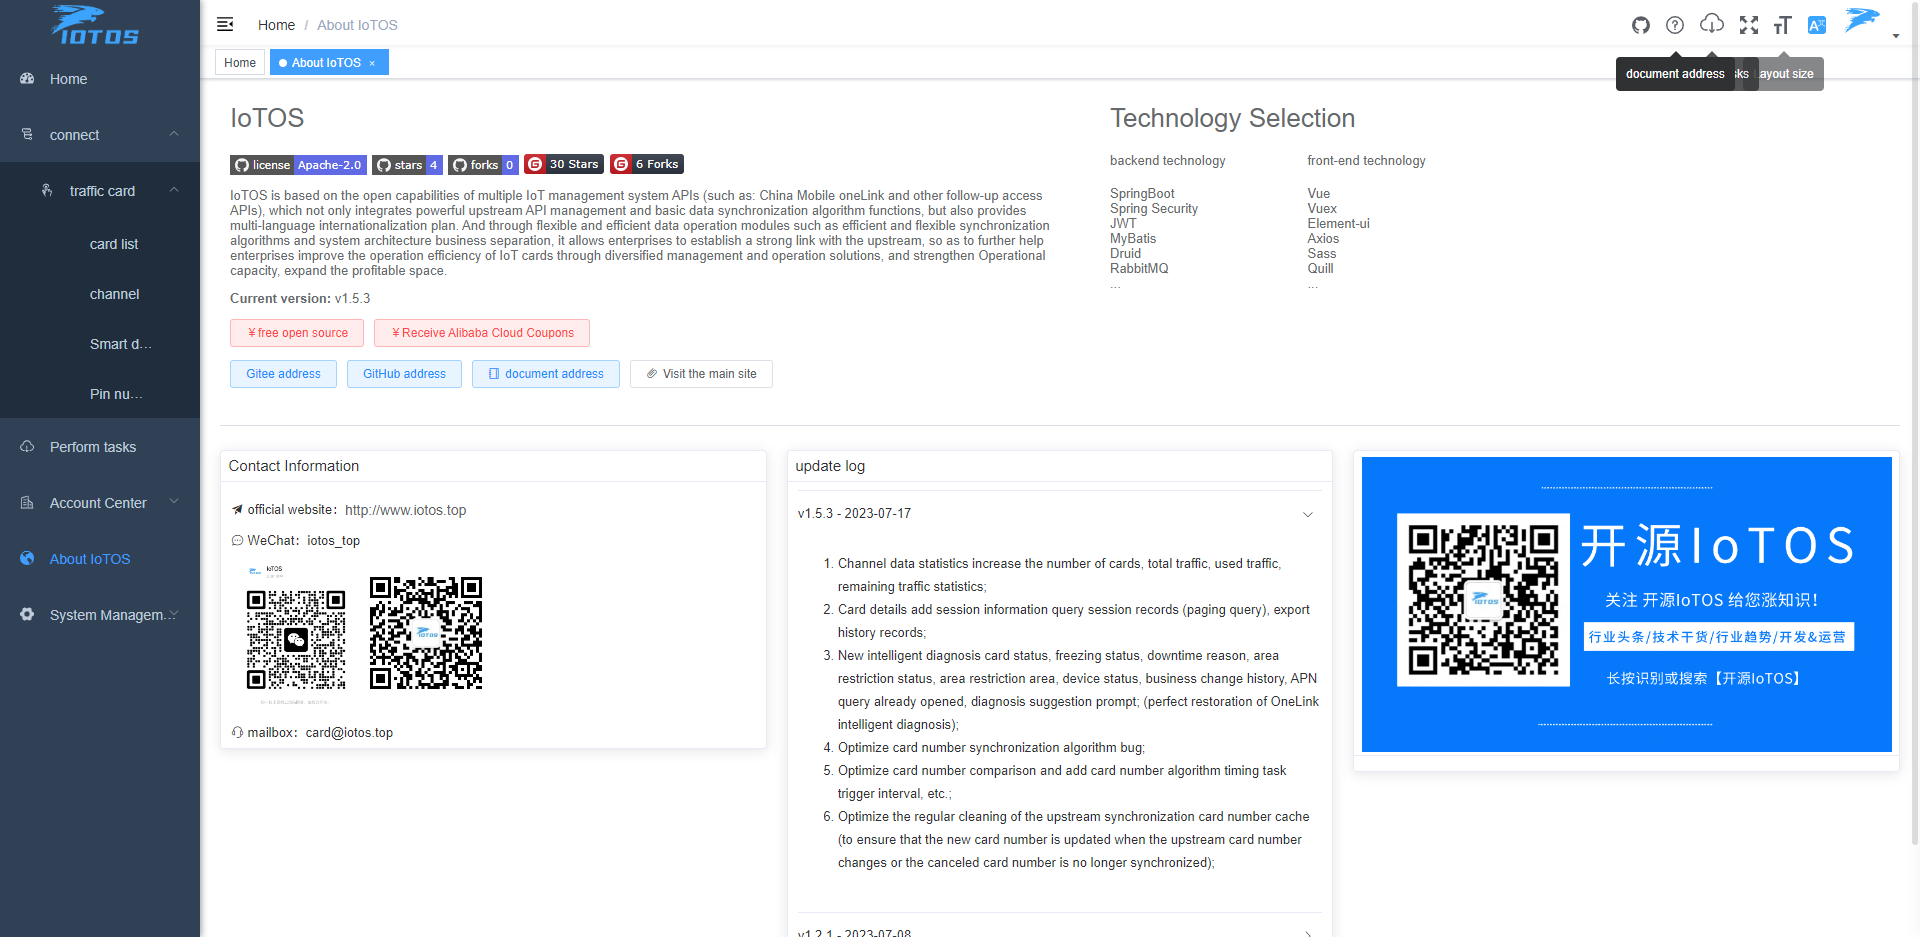 IOTOS
Home
connect
traffic card
card list
channel
Smart d...
Pin nu...
Perform tasks
Account Center
About IoTOS
System Managem...
Home / About IoTOS
Home
About IoTOS ×
document address
sks
Layout size
IoTOS
license Apache-2.0
stars 4
forks 0
30 Stars
6 Forks
IoTOS is based on the open capabilities of multiple IoT management system APIs (such as: China Mobile oneLink and other follow-up access
APIs), which not only integrates powerful upstream API management and basic data synchronization algorithm functions, but also provides
multi-language internationalization plan. And through flexible and efficient data operation modules such as efficient and flexible synchronization
algorithms and system architecture business separation, it allows enterprises to establish a strong link with the upstream, so as to further help
enterprises improve the operation efficiency of IoT cards through diversified management and operation solutions, and strengthen Operational
capacity, expand the profitable space.
Current version: v1.5.3
¥ free open source
¥ Receive Alibaba Cloud Coupons
Gitee address
GitHub address
document address
Visit the main site
Technology Selection
backend technology
SpringBoot
Spring Security
JWT
MyBatis
Druid
RabbitMQ
...
front-end technology
Vue
Vuex
Element-ui
Axios
Sass
Quill
...
Contact Information
official website： http://www.iotos.top
WeChat： iotos_top
IoTOS
IOTOS
mailbox： card@iotos.top
update log
v1.5.3 - 2023-07-17
1. Channel data statistics increase the number of cards, total traffic, used traffic,
remaining traffic statistics;
2. Card details add session information query session records (paging query), export
history records;
3. New intelligent diagnosis card status, freezing status, downtime reason, area
restriction status, area restriction area, device status, business change history, APN
query already opened, diagnosis suggestion prompt; (perfect restoration of OneLink
intelligent diagnosis);
4. Optimize card number synchronization algorithm bug;
5. Optimize card number comparison and add card number algorithm timing task
trigger interval, etc.;
6. Optimize the regular cleaning of the upstream synchronization card number cache
(to ensure that the new card number is updated when the upstream card number
changes or the canceled card number is no longer synchronized);
v1.2.1 - 2023-07-08
IOTOS
开源IoTOS
关注 开源IoTOS 给您涨知识！
行业头条/技术干货/行业趋势/开发&运营
长按识别或搜索【开源IoTOS】